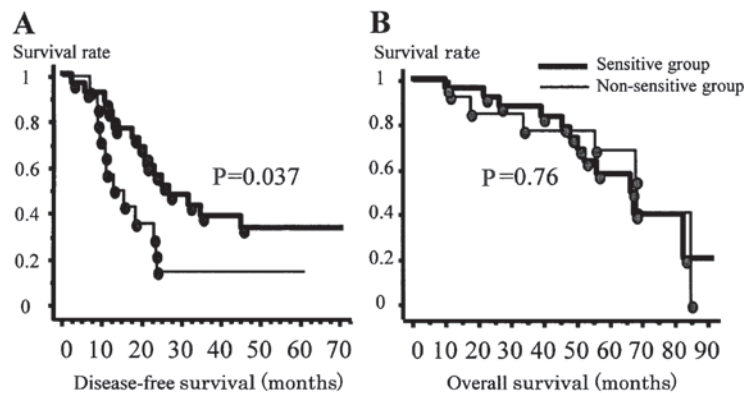 A
Survival rate
1
0.8
0.6
0.4
0.2
0
P=0.037
0 10 20 30 40 50 60 70
Disease-free survival (months)
B
Survival rate
Sensitive group
Non-sensitive group
1
0.8
0.6
0.4
0.2
0
P=0.76
0 10 20 30 40 50 60 70 80 90
Overall survival (months)